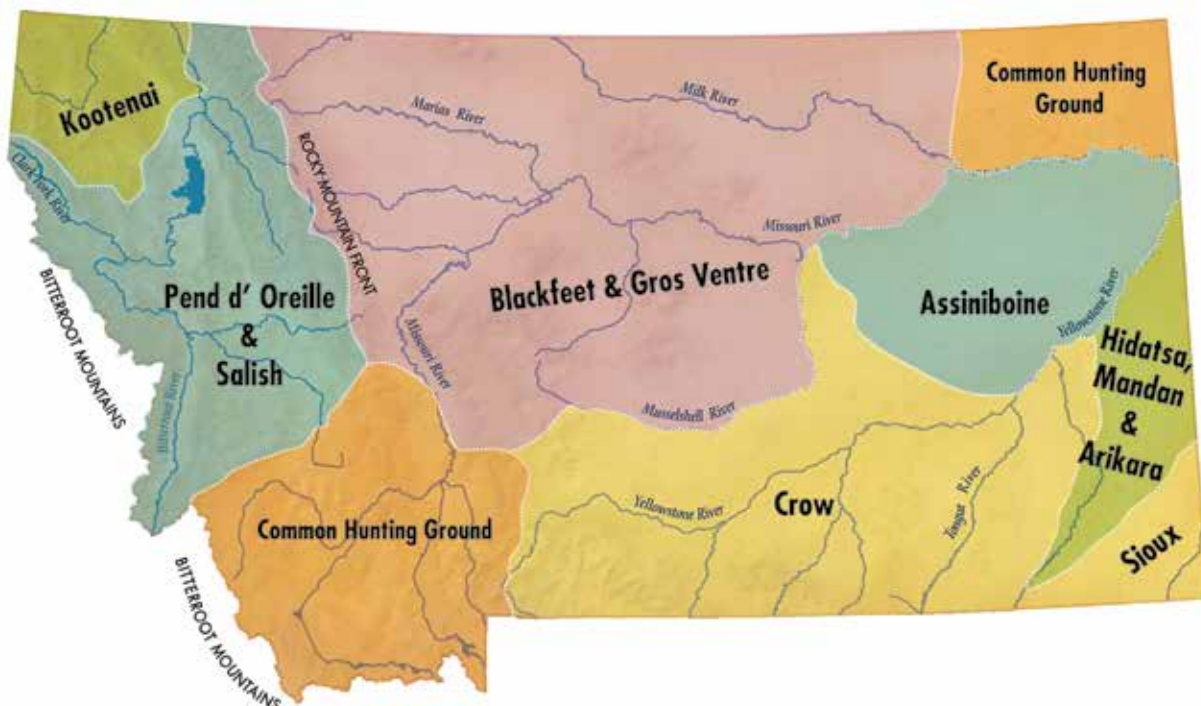 Kootenai
Clark Fork River
BITTERROOT MOUNTAINS
Pend d' Oreille
&
Salish
Bitterroot River
BITTERROOT MOUNTAINS
ROCKY MOUNTAIN FRONT
Marias River
Milk River
Missouri River
Missouri River
Blackfeet & Gros Ventre
Musselshell River
Common Hunting Ground
Common Hunting
Ground
Assiniboine
Yellowstone River
Hidatsa,
Mandan
&
Arikara
Yellowstone River
Crow
Tongue River
Sioux